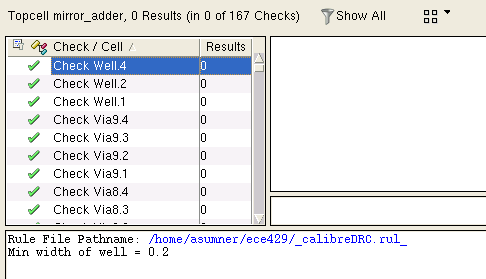 Topcell mirror_adder, 0 Results (in 0 of 167 Checks) Show All
Check / Cell Results
Check Well.4 0
Check Well.2 0
Check Well.1 0
Check Via9.4 0
Check Via9.3 0
Check Via9.2 0
Check Via9.1 0
Check Via8.4 0
Check Via8.3 0
Rule File Pathname: /home/asumner/ece429/_calibreDRC.rul_
Min width of well = 0.2